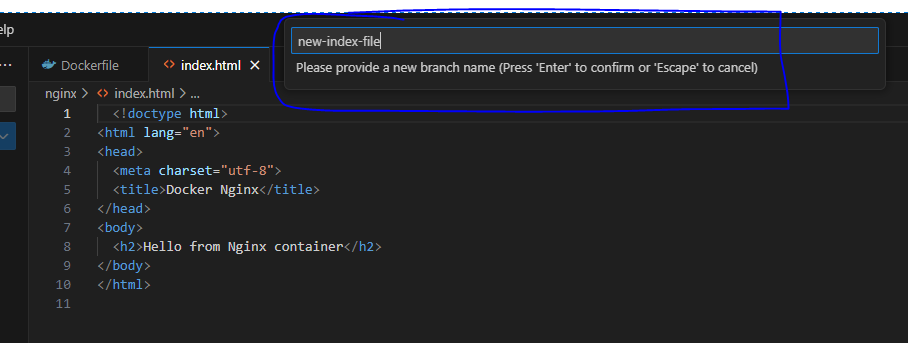 elp
new-index-file
Please provide a new branch name (Press 'Enter' to confirm or 'Escape' to cancel)
... Dockerfile <> index.html ×
nginx > <> index.html > ...
1 <!doctype html>
2 <html lang="en">
3 <head>
4 <meta charset="utf-8">
5 <title>Docker Nginx</title>
6 </head>
7 <body>
8 <h2>Hello from Nginx container</h2>
9 </body>
10 </html>
11